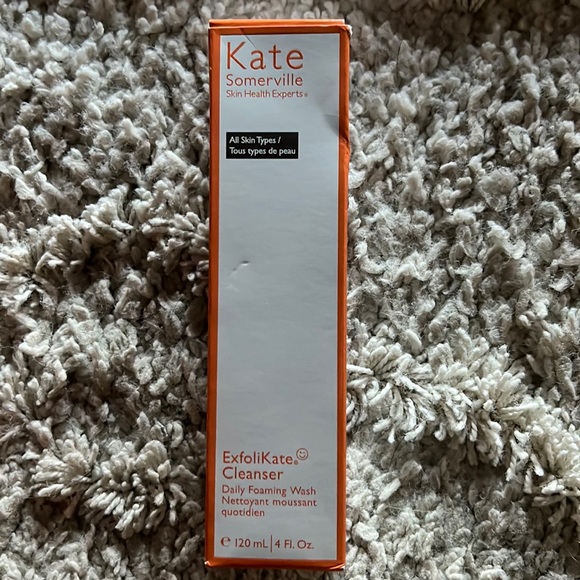 Kate
Somerville
Skin Health Experts®
All Skin Types /
Tous types de peau
ExfoliKate®
Cleanser
Daily Foaming Wash
Nettoyant moussant
quotidien
℮ 120 mL | 4 Fl. Oz.